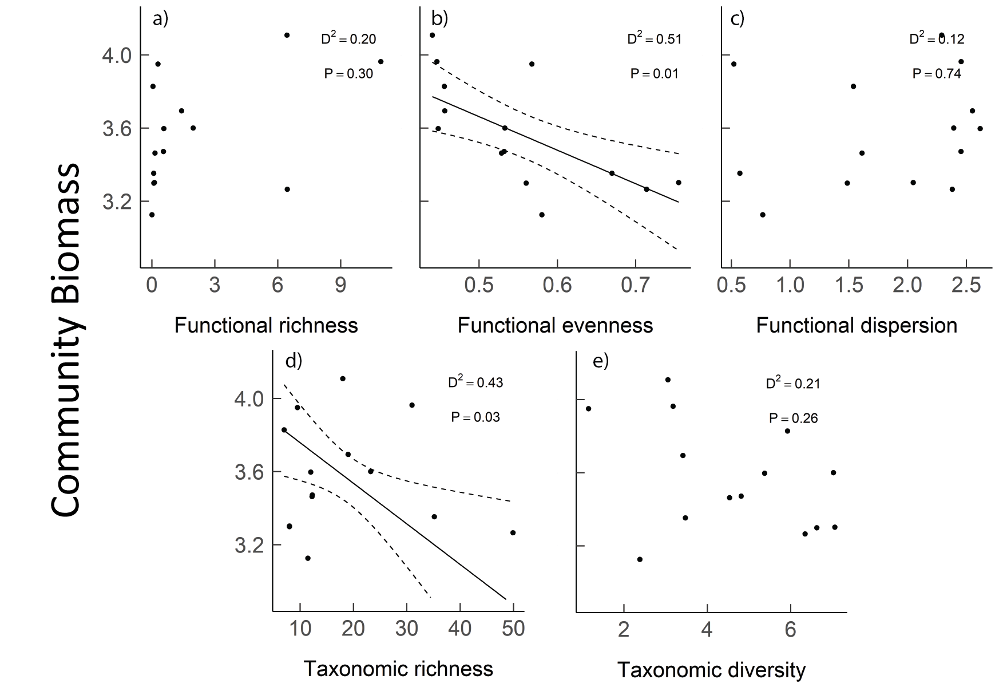 Community Biomass
a)
D² = 0.20
P = 0.30
4.0
3.6
3.2
0 3 6 9
Functional richness
b)
D² = 0.51
P = 0.01
0.5 0.6 0.7
Functional evenness
c)
D² = 0.12
P = 0.74
0.5 1.0 1.5 2.0 2.5
Functional dispersion
d)
D² = 0.43
P = 0.03
4.0
3.6
3.2
10 20 30 40 50
Taxonomic richness
e)
D² = 0.21
P = 0.26
2 4 6
Taxonomic diversity